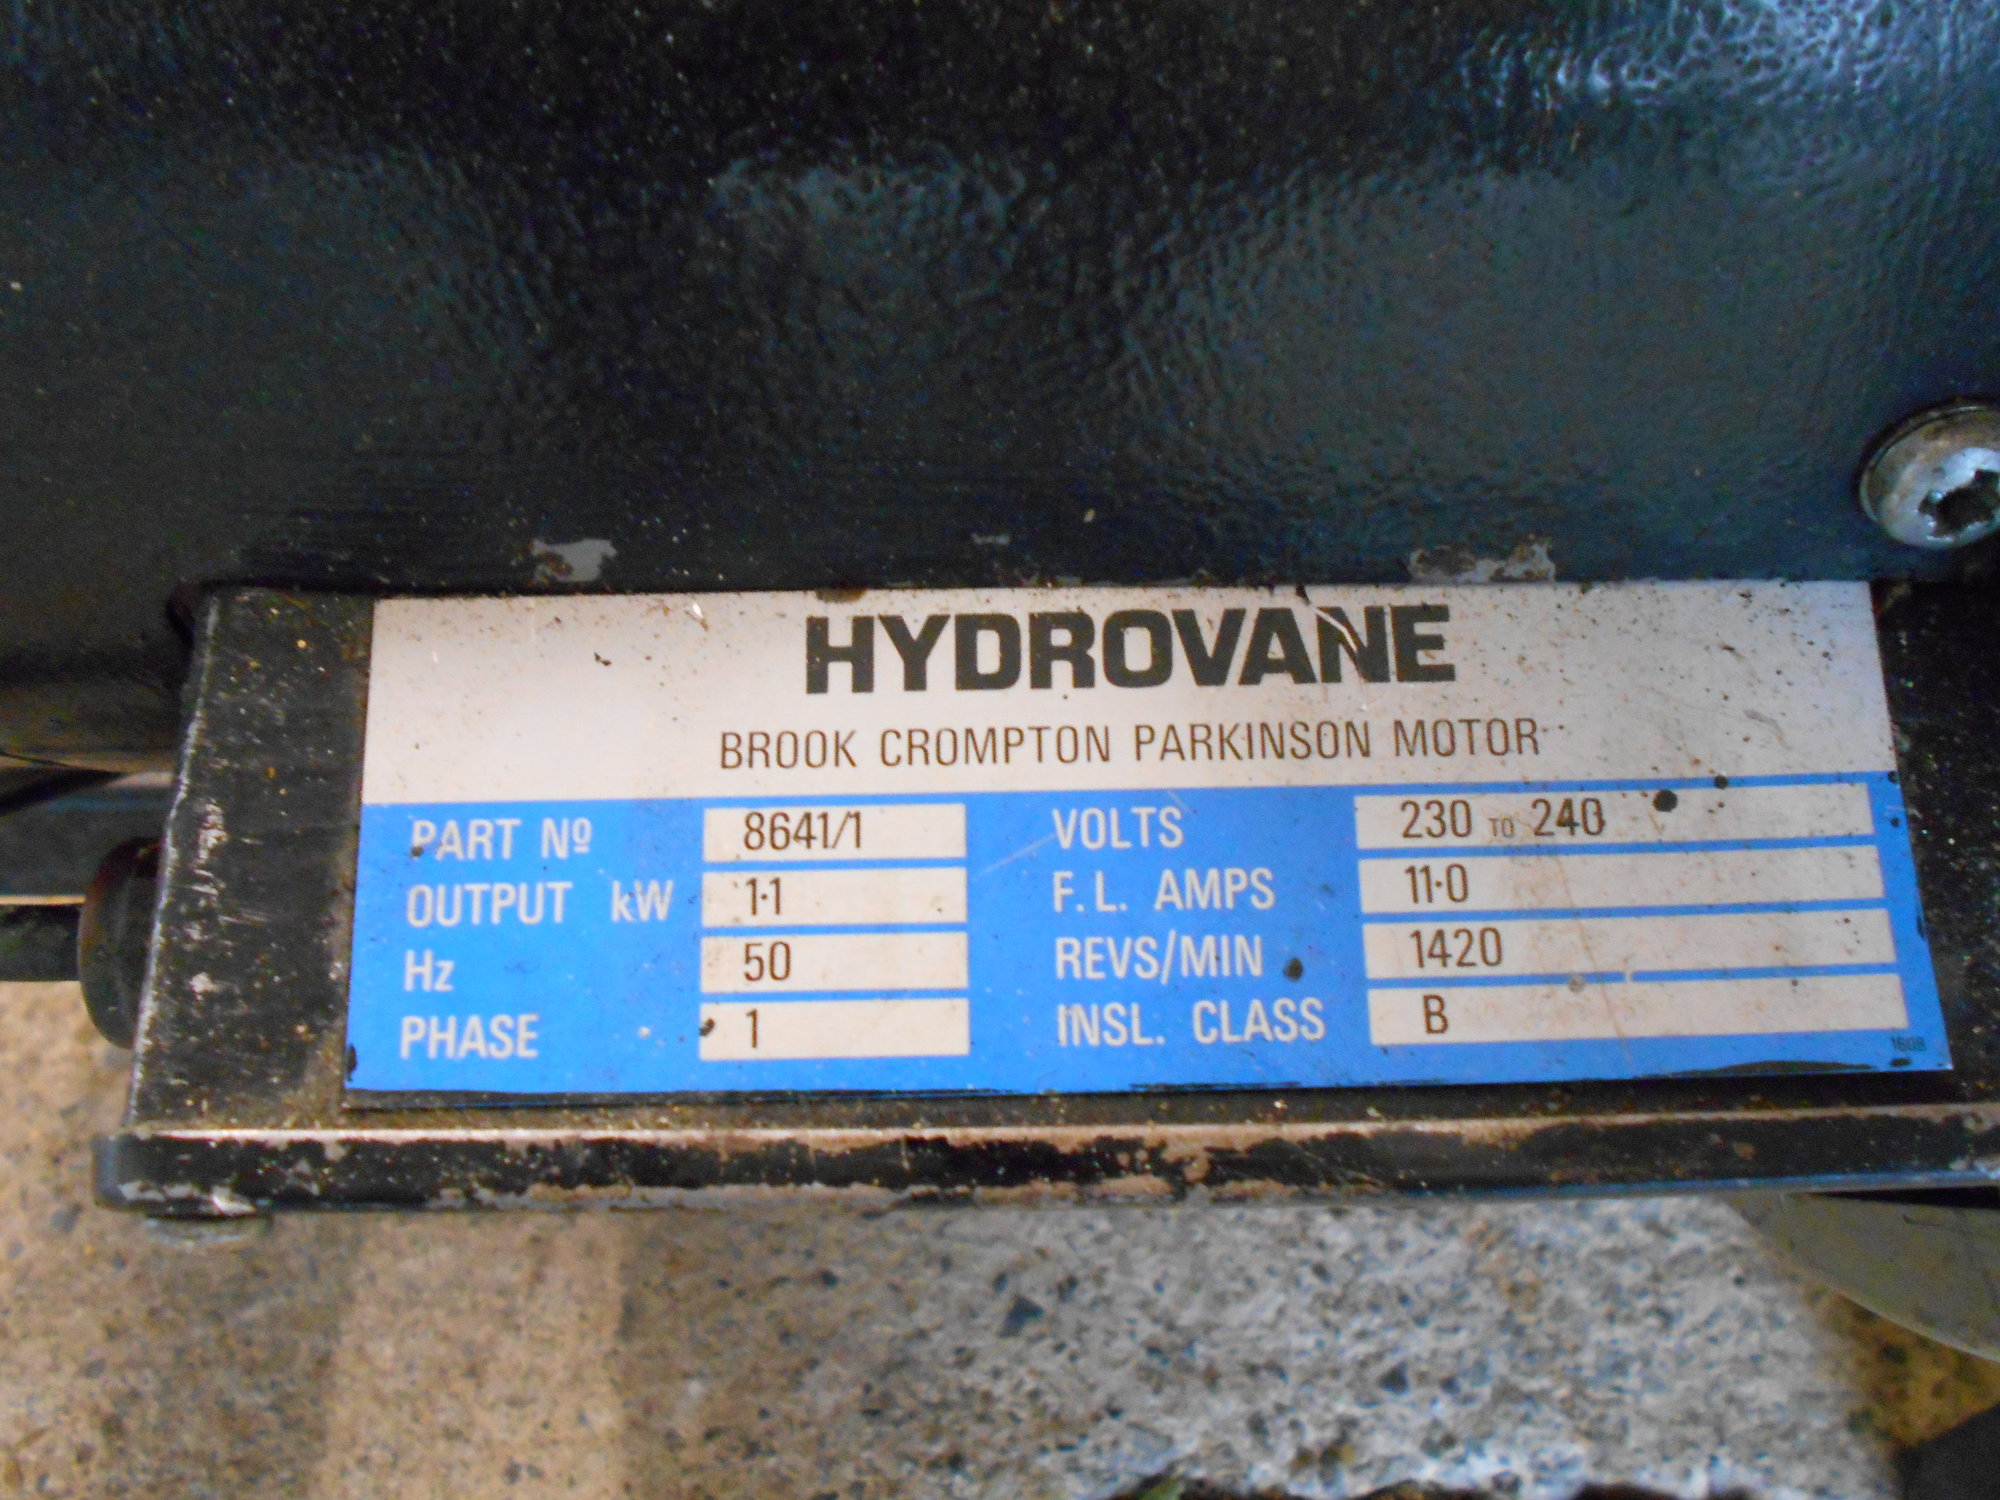 HYDROVANE
BROOK CROMPTON PARKINSON MOTOR
PART Nº 8641/1 VOLTS 230 TO 240
OUTPUT kW 1·1 F.L. AMPS 11·0
Hz 50 REVS/MIN 1420
PHASE 1 INSL. CLASS B
1608